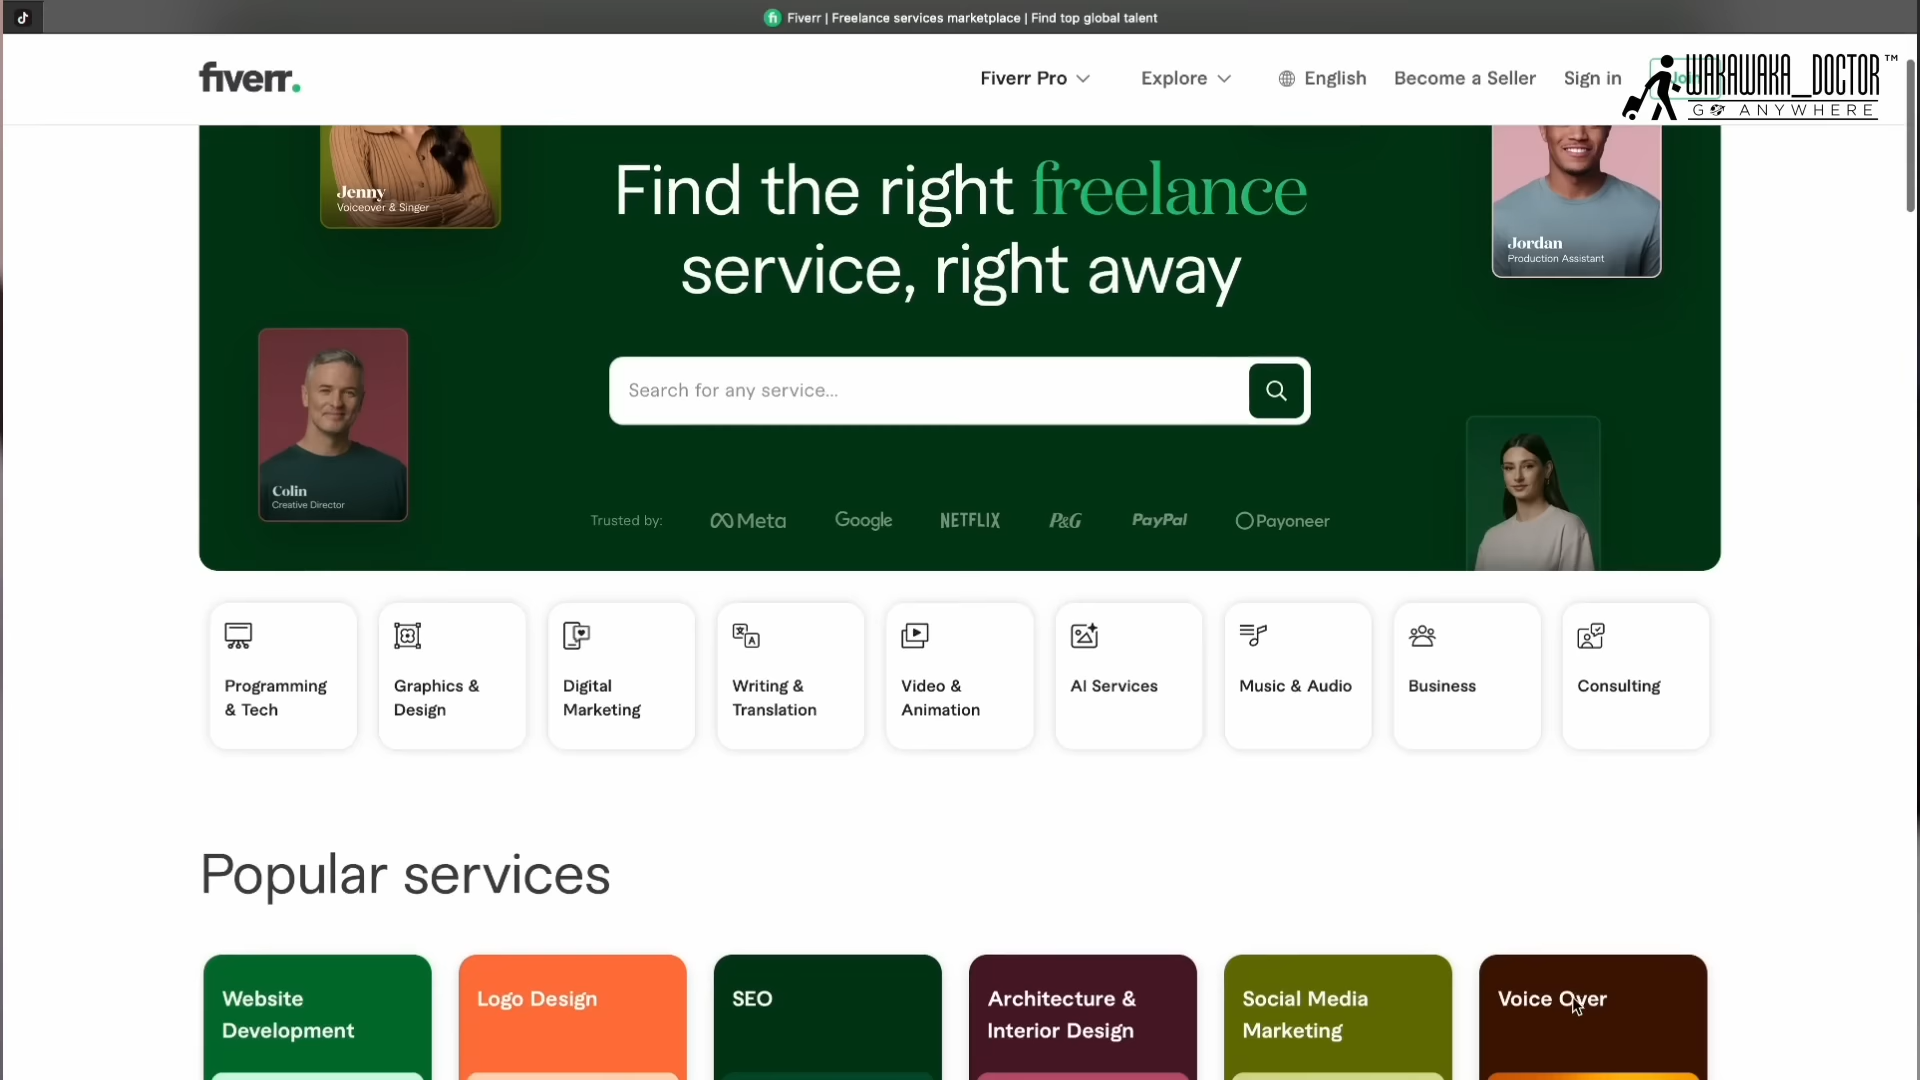 Fiverr | Freelance services marketplace | Find top global talent
fiverr.
Fiverr Pro
Explore
English
Become a Seller
Sign in
WAKAWAKA_DOCTOR™
GO ANYWHERE
Jenny
Voiceover & Singer
Find the right freelance
service, right away
Jordan
Production Assistant
Search for any service...
Colin
Creative Director
Trusted by:
Meta
Google
NETFLIX
P&G
PayPal
Payoneer
Programming
& Tech
Graphics &
Design
Digital
Marketing
Writing &
Translation
Video &
Animation
AI Services
Music & Audio
Business
Consulting
Popular services
Website
Development
Logo Design
SEO
Architecture &
Interior Design
Social Media
Marketing
Voice Over